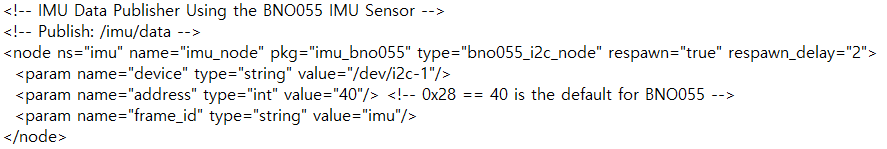 <!-- IMU Data Publisher Using the BNO055 IMU Sensor -->
<!-- Publish: /imu/data -->
<node ns="imu" name="imu_node" pkg="imu_bno055" type="bno055_i2c_node" respawn="true" respawn_delay="2">
<param name="device" type="string" value="/dev/i2c-1"/>
<param name="address" type="int" value="40"/> <!-- 0x28 == 40 is the default for BNO055 -->
<param name="frame_id" type="string" value="imu"/>
</node>